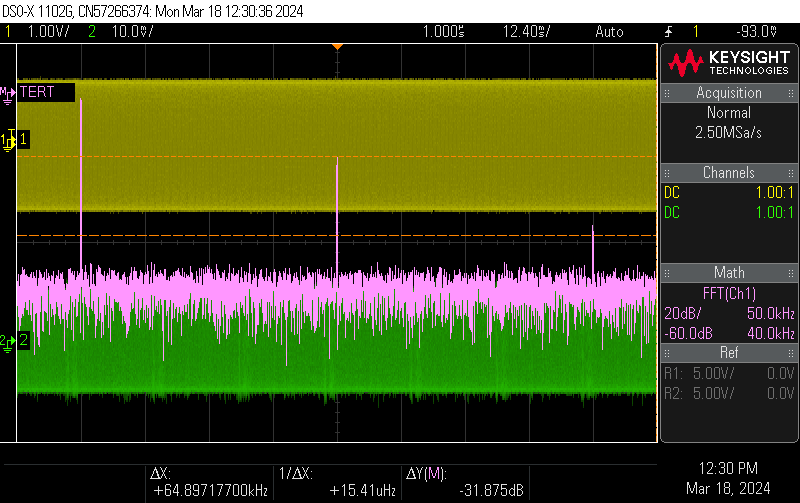 DSO-X 1102G, CN57266374: Mon Mar 18 12:30:36 2024
1 1.00V/ 2 10.0V/ 1.000s 12.40s/ Auto 1 -93.0V
KEYSIGHT
TECHNOLOGIES
Acquisition
Normal
2.50MSa/s
Channels
DC 1.00:1
DC 1.00:1
Math
FFT(Ch1)
20dB/ 50.0kHz
-60.0dB 40.0kHz
Ref
R1: 5.00V/ 0.0V
R2: 5.00V/ 0.0V
M TERT
1 T 1
2 2
ΔX:
+64.89717700kHz
1/ΔX:
+15.41uHz
ΔY(M):
-31.875dB
12:30 PM
Mar 18, 2024